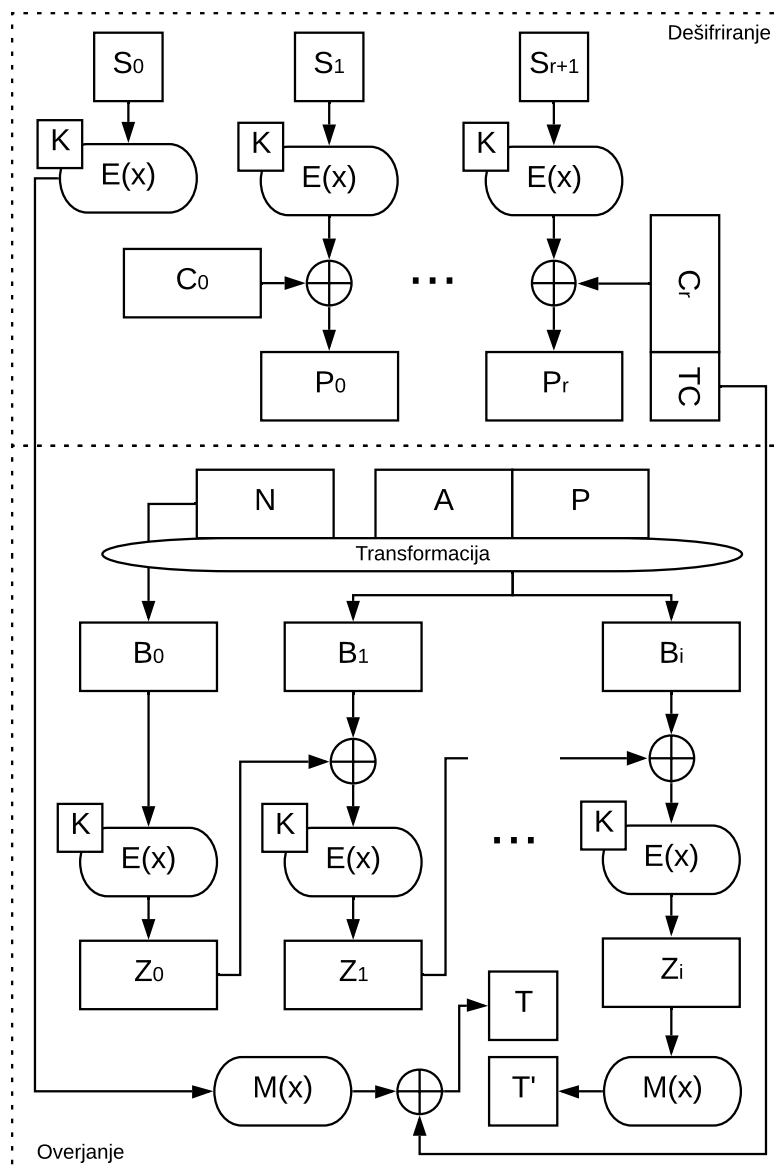 Dešifriranje
S0 S1 Sr+1
K K K
E(x) E(x) E(x)
C0 ... Cr
P0 Pr TC
N A P
Transformacija
B0 B1 Bi
K K K
E(x) E(x) ... E(x)
Z0 Z1 Zi
T
M(x) T' M(x)
Overjanje